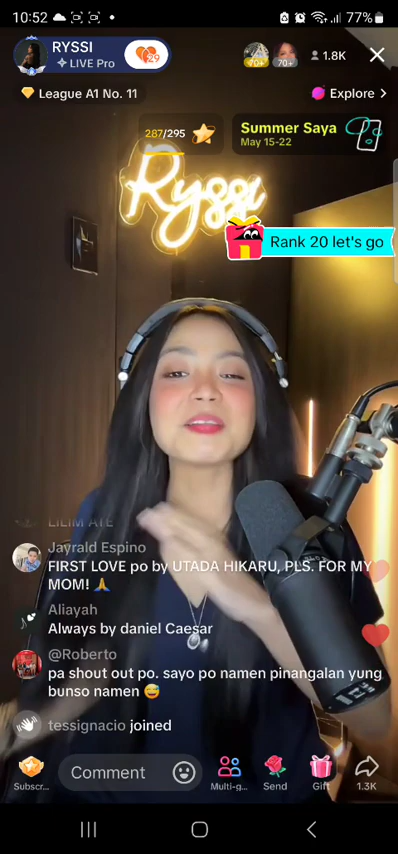 10:52
77%
RYSSI
LIVE Pro
29
70+
70+
1.8K
League A1 No. 11
Explore >
287/295
Summer Saya
May 15-22
Ryssi
Rank 20 let's go
LILIM ATE
Jayrald Espino
FIRST LOVE po by UTADA HIKARU, PLS. FOR MY
MOM! 🙏
Aliayah
Always by daniel Caesar
@Roberto
pa shout out po. sayo po namen pinangalan yung
bunso namen 😅
tessignacio joined
Subscr...
Comment
Multi-g...
Send
Gift
1.3K